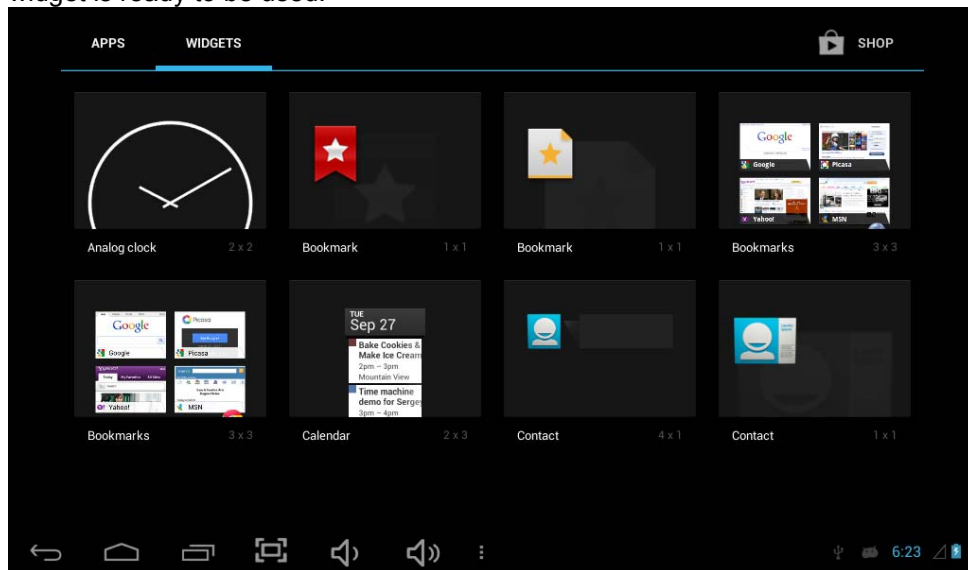 widget is ready to be used.
APPS WIDGETS SHOP
Analog clock 2 x 2 Bookmark 1 x 1 Bookmark 1 x 1 Bookmarks 3 x 3
Google
Google Picasa
Yahoo! MSN
TUE
Sep 27
Bake Cookies &
Make Ice Cream
2pm – 3pm
Mountain View
Time machine
demo for Sergey
3pm – 4pm
Google Picasa
Google Picasa
Yahoo! MSN
Bookmarks 3 x 3 Calendar 2 x 3 Contact 4 x 1 Contact 1 x 1
6:23